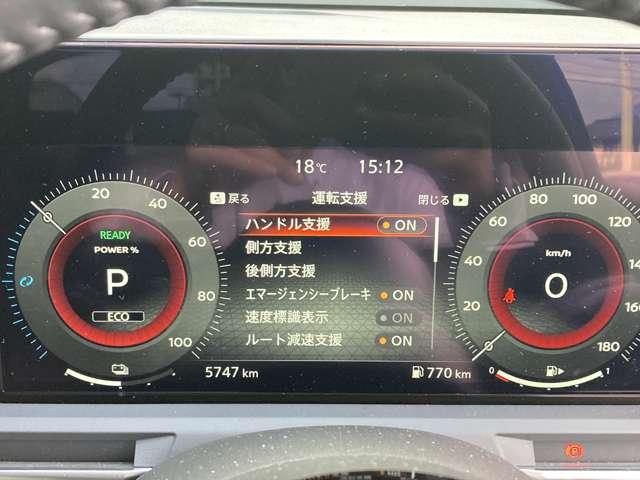 18℃ 15:12
戻る 運転支援 閉じる
ハンドル支援 ON
側方支援
後側方支援
エマージェンシーブレーキ ON
速度標識表示 ON
ルート減速支援 ON
20
40
60
80
100
READY
POWER %
P
ECO
20
40
60
80
100
120
160
180
km/h
0
5747 km
770 km
0 1